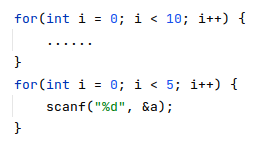 for(int i = 0; i < 10; i++) {
    ......
}
for(int i = 0; i < 5; i++) {
    scanf("%d", &a);
}